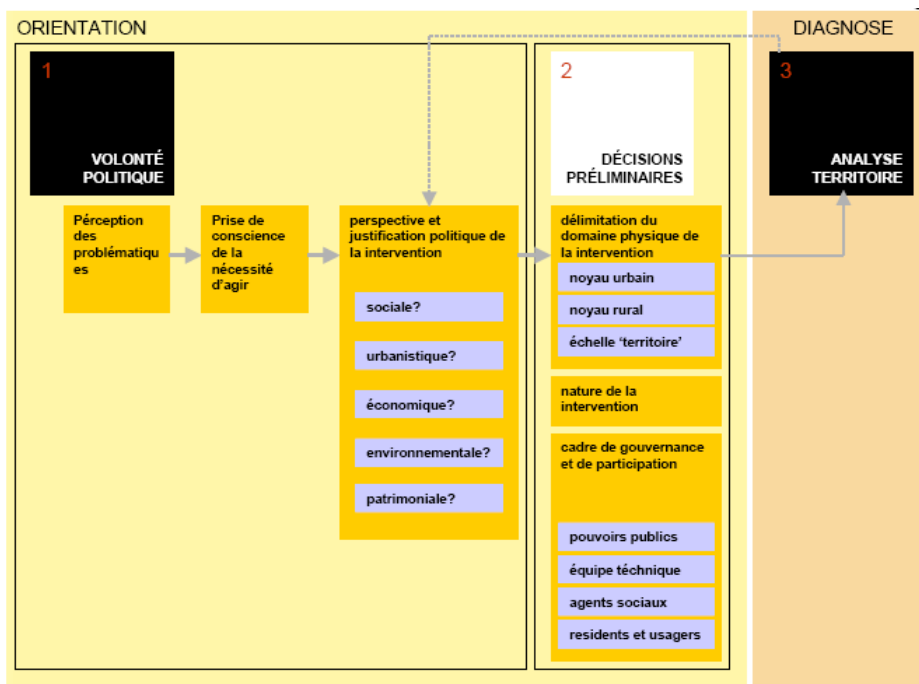 ORIENTATION
1
VOLONTÉ
POLITIQUE
Pérception
des
problématiqu
es
Prise de
conscience
de la
nécessité
d'agir
perspective et
justification politique de
la intervention
sociale?
urbanistique?
économique?
environnementale?
patrimoniale?
2
DÉCISIONS
PRÉLIMINAIRES
délimitation du
domaine physique de
la intervention
noyau urbain
noyau rural
échelle ‘territoire’
nature de la
intervention
cadre de gouvernance
et de participation
pouvoirs publics
équipe téchnique
agents sociaux
residents et usagers
DIAGNOSE
3
ANALYSE
TERRITOIRE